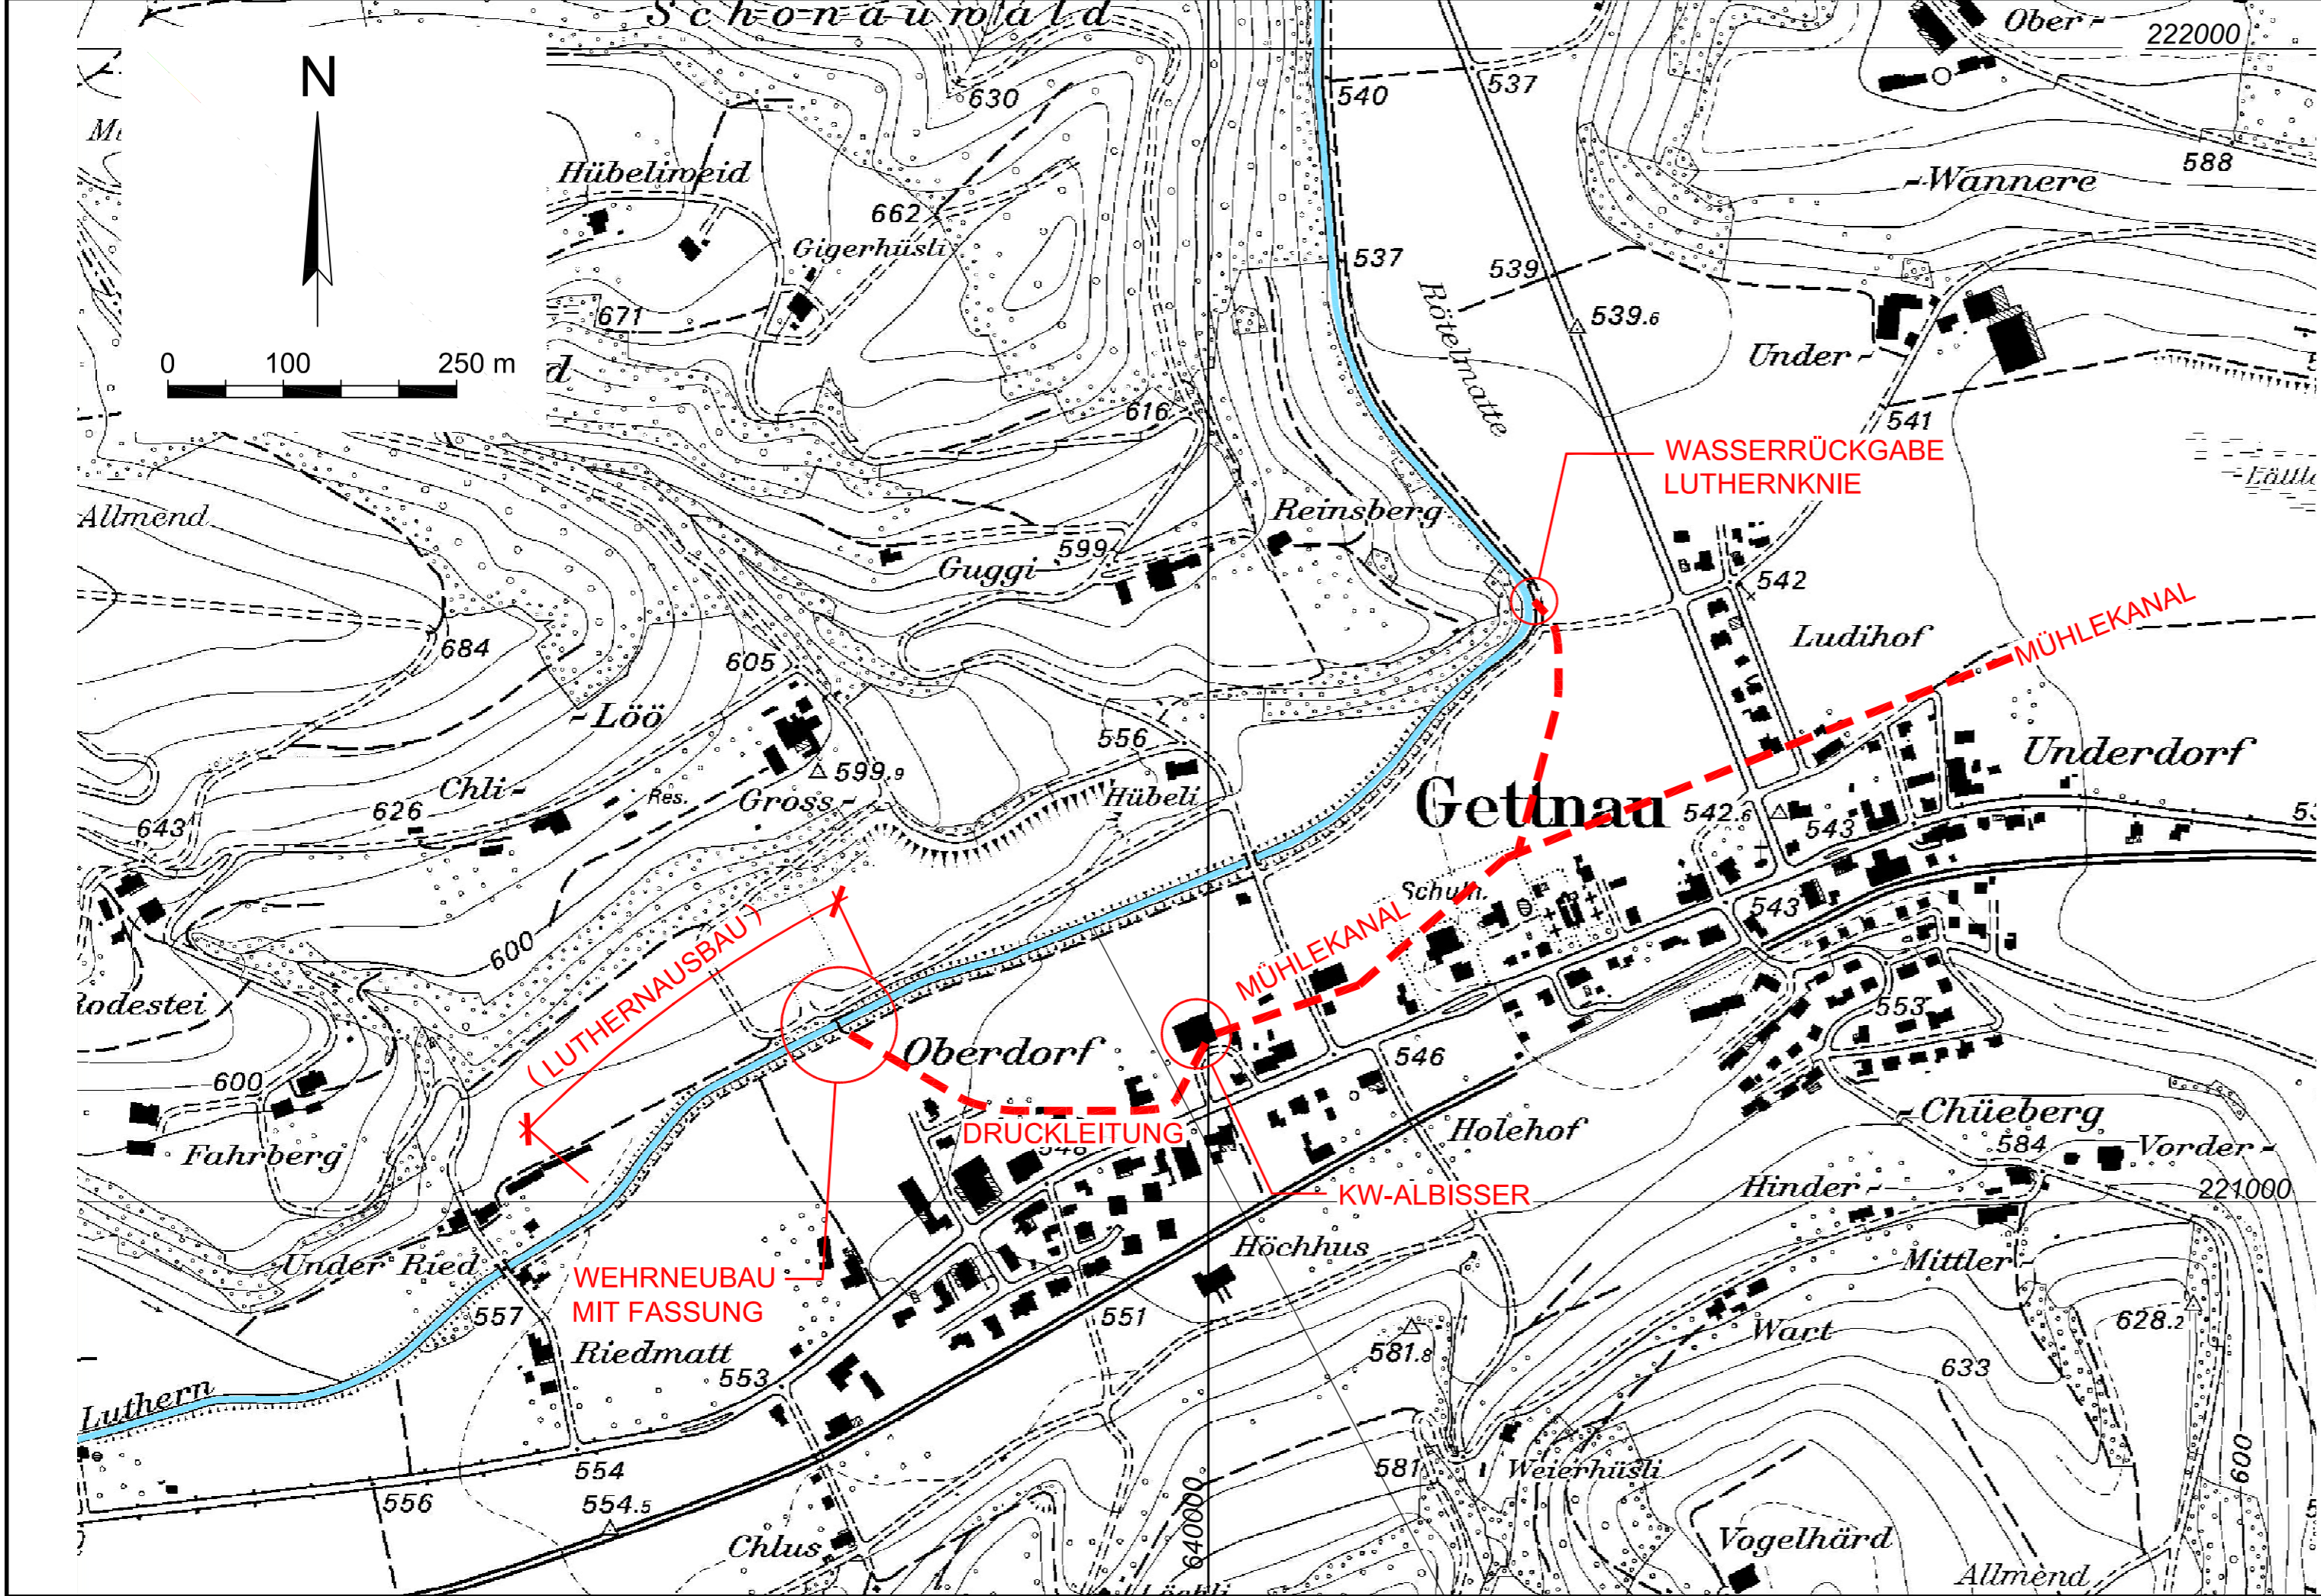 Schonauwald
Ober-
222000
N
630
540
537
Hübeliweid
588
-Wannere
662
Gigerhüsli
537
539
Rötelmatte
671
539.6
Under-
0 100 250 m
d
616
541
WASSERRÜCKGABE
LUTHERNKNIE
Allmend
Reinsberg
599
Guggi
542
MÜHLEKANAL
Ludihof
684
605
-Löö
556
Underdorf
599.9
Chli-
Res.
Gross-
Hübeli
Gettnau
626
542.6
543
643
Schulh.
543
(LUTHERNAUSBAU)
600
MÜHLEKANAL
Rodestei
553
Oberdorf
546
600
-Chüeberg
DRUCKLEITUNG
Holehof
584
Vorder-
Fahrberg
548
Hinder-
221000
KW-ALBISSER
Höchhus
Under Ried
Mittler-
WEHRNEUBAU
MIT FASSUNG
557
551
628.2
Wart
Riedmatt
581.8
553
633
Luthern
600
554
581
Weierhüsli
556
554.5
640000
Chlus
Vogelhärd
Allmend